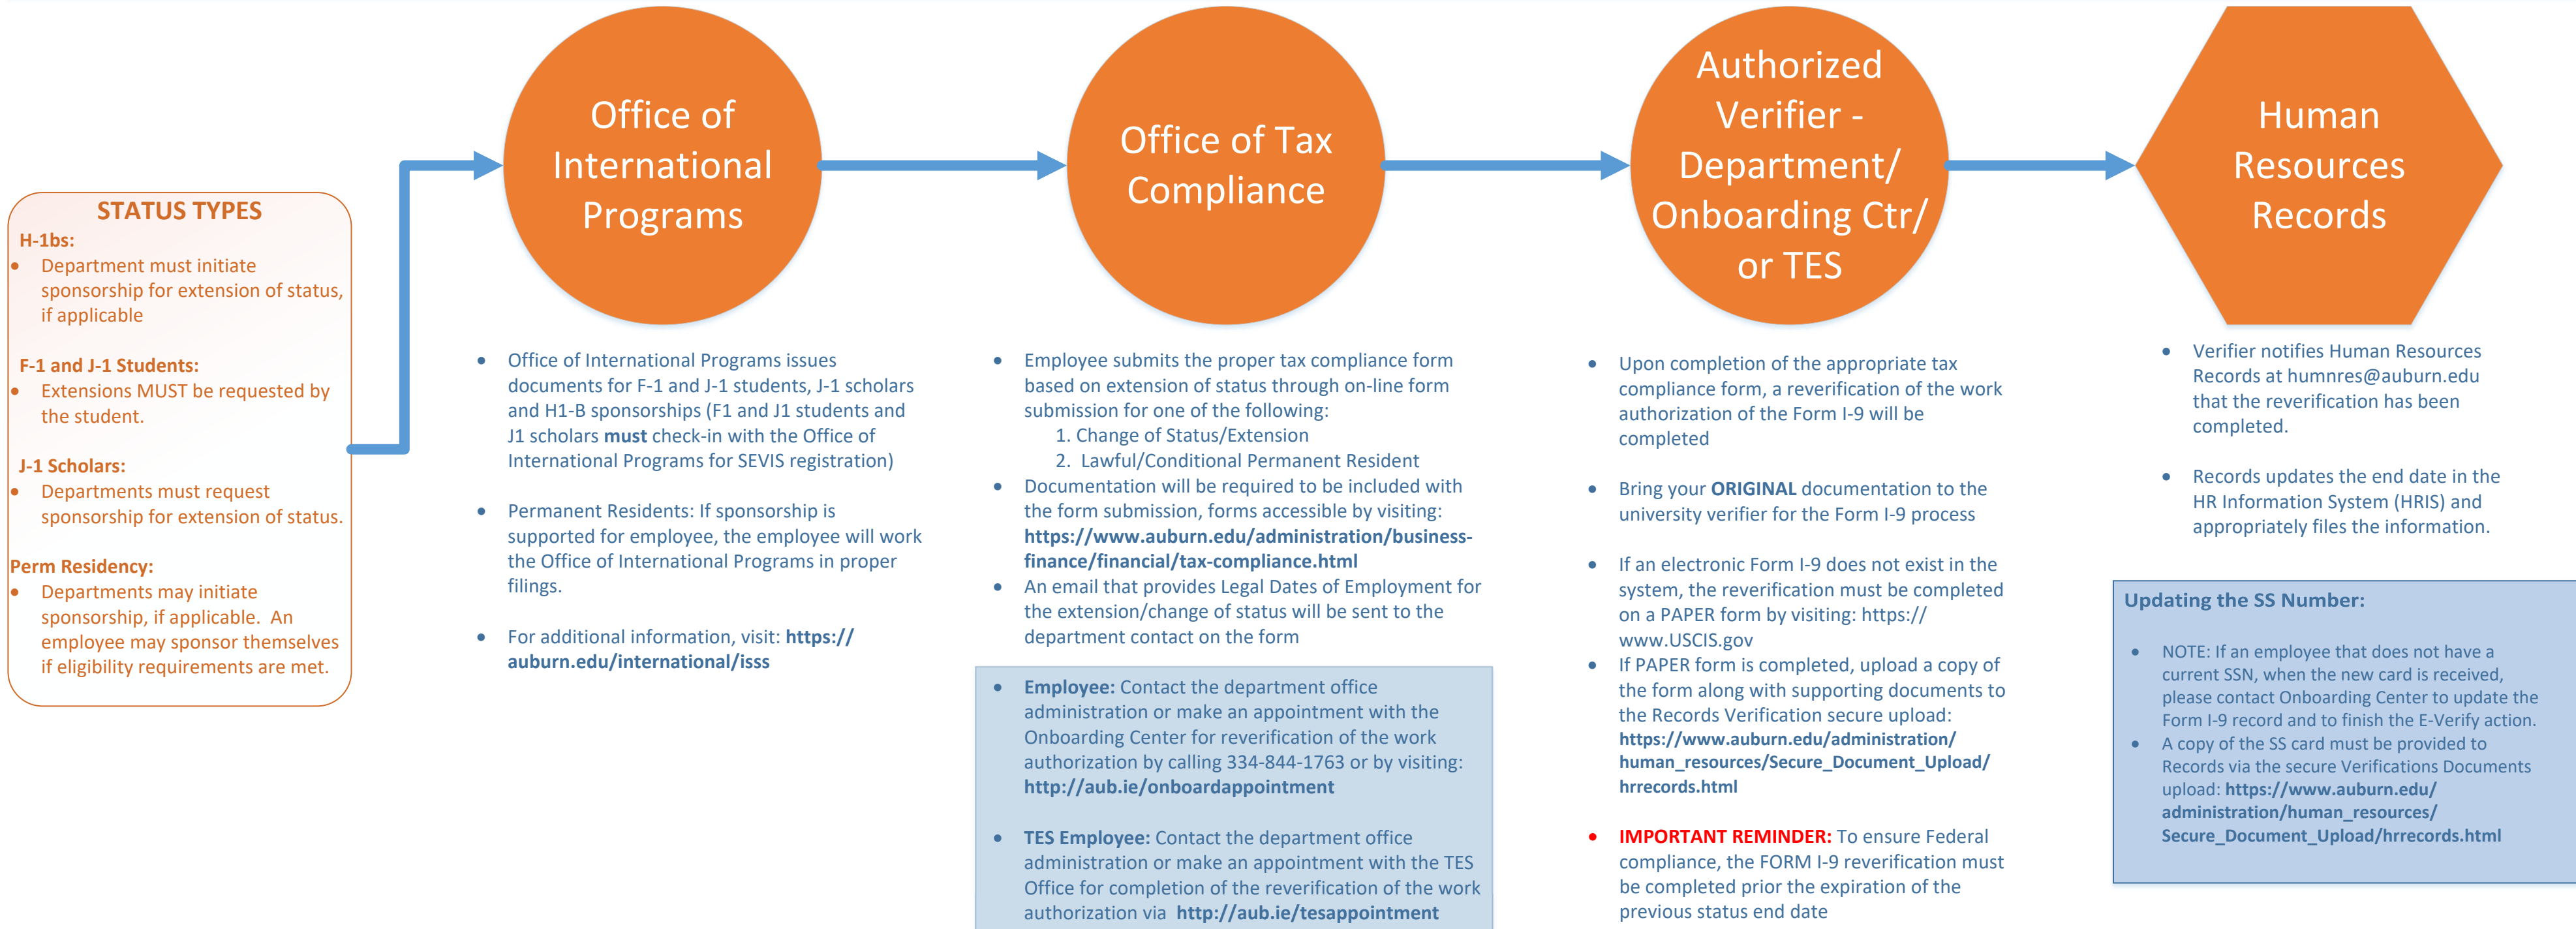 STATUS TYPES
H-1bs:
• Department must initiate
sponsorship for extension of status,
if applicable
F-1 and J-1 Students:
• Extensions MUST be requested by
the student.
J-1 Scholars:
• Departments must request
sponsorship for extension of status.
Perm Residency:
• Departments may initiate
sponsorship, if applicable. An
employee may sponsor themselves
if eligibility requirements are met.
Office of
International
Programs
• Office of International Programs issues
documents for F-1 and J-1 students, J-1 scholars
and H1-B sponsorships (F1 and J1 students and
J1 scholars must check-in with the Office of
International Programs for SEVIS registration)
• Permanent Residents: If sponsorship is
supported for employee, the employee will work
the Office of International Programs in proper
filings.
• For additional information, visit: https://
auburn.edu/international/isss
Office of Tax
Compliance
• Employee submits the proper tax compliance form
based on extension of status through on-line form
submission for one of the following:
1. Change of Status/Extension
2. Lawful/Conditional Permanent Resident
• Documentation will be required to be included with
the form submission, forms accessible by visiting:
https://www.auburn.edu/administration/business-
finance/financial/tax-compliance.html
• An email that provides Legal Dates of Employment for
the extension/change of status will be sent to the
department contact on the form
• Employee: Contact the department office
administration or make an appointment with the
Onboarding Center for reverification of the work
authorization by calling 334-844-1763 or by visiting:
http://aub.ie/onboardappointment
• TES Employee: Contact the department office
administration or make an appointment with the TES
Office for completion of the reverification of the work
authorization via http://aub.ie/tesappointment
Authorized
Verifier -
Department/
Onboarding Ctr/
or TES
• Upon completion of the appropriate tax
compliance form, a reverification of the work
authorization of the Form I-9 will be
completed
• Bring your ORIGINAL documentation to the
university verifier for the Form I-9 process
• If an electronic Form I-9 does not exist in the
system, the reverification must be completed
on a PAPER form by visiting: https://
www.USCIS.gov
• If PAPER form is completed, upload a copy of
the form along with supporting documents to
the Records Verification secure upload:
https://www.auburn.edu/administration/
human_resources/Secure_Document_Upload/
hrrecords.html
• IMPORTANT REMINDER: To ensure Federal
compliance, the FORM I-9 reverification must
be completed prior the expiration of the
previous status end date
Human
Resources
Records
• Verifier notifies Human Resources
Records at humnres@auburn.edu
that the reverification has been
completed.
• Records updates the end date in the
HR Information System (HRIS) and
appropriately files the information.
Updating the SS Number:
• NOTE: If an employee that does not have a
current SSN, when the new card is received,
please contact Onboarding Center to update the
Form I-9 record and to finish the E-Verify action.
• A copy of the SS card must be provided to
Records via the secure Verifications Documents
upload: https://www.auburn.edu/
administration/human_resources/
Secure_Document_Upload/hrrecords.html